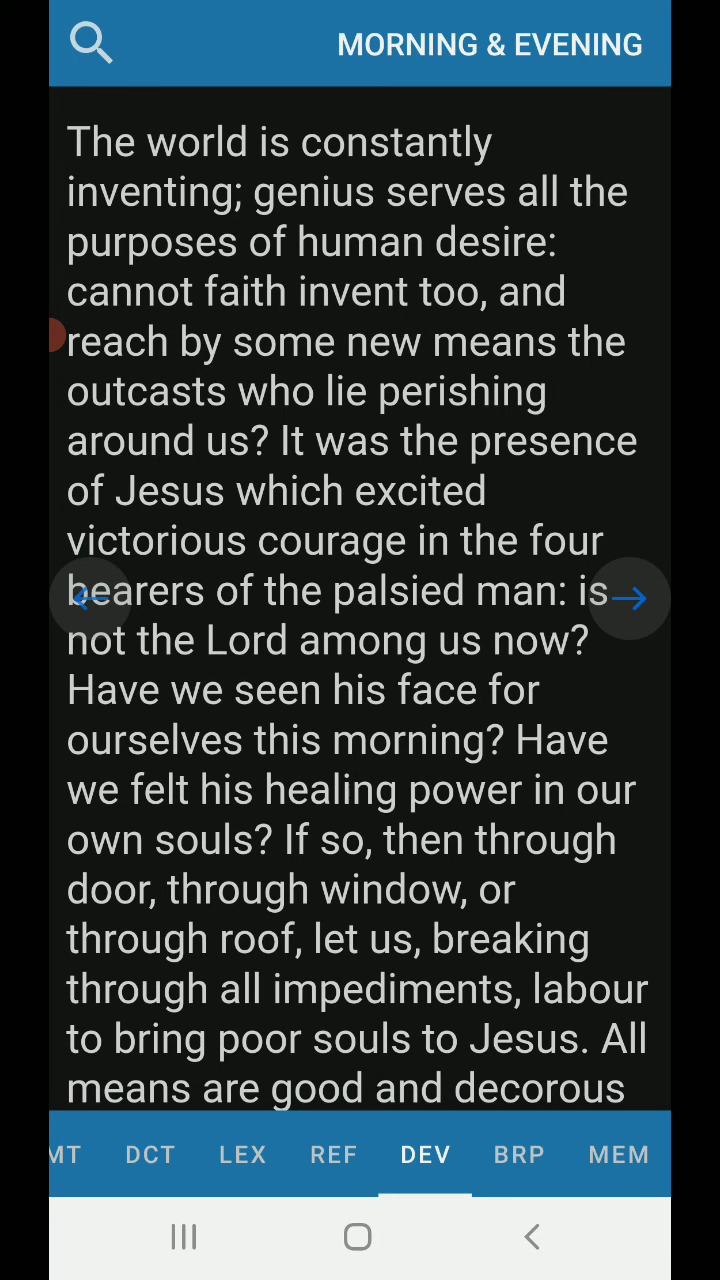 MORNING & EVENING
The world is constantly
inventing; genius serves all the
purposes of human desire:
cannot faith invent too, and
reach by some new means the
outcasts who lie perishing
around us? It was the presence
of Jesus which excited
victorious courage in the four
bearers of the palsied man: is
not the Lord among us now?
Have we seen his face for
ourselves this morning? Have
we felt his healing power in our
own souls? If so, then through
door, through window, or
through roof, let us, breaking
through all impediments, labour
to bring poor souls to Jesus. All
means are good and decorous
MT DCT LEX REF DEV BRP MEM